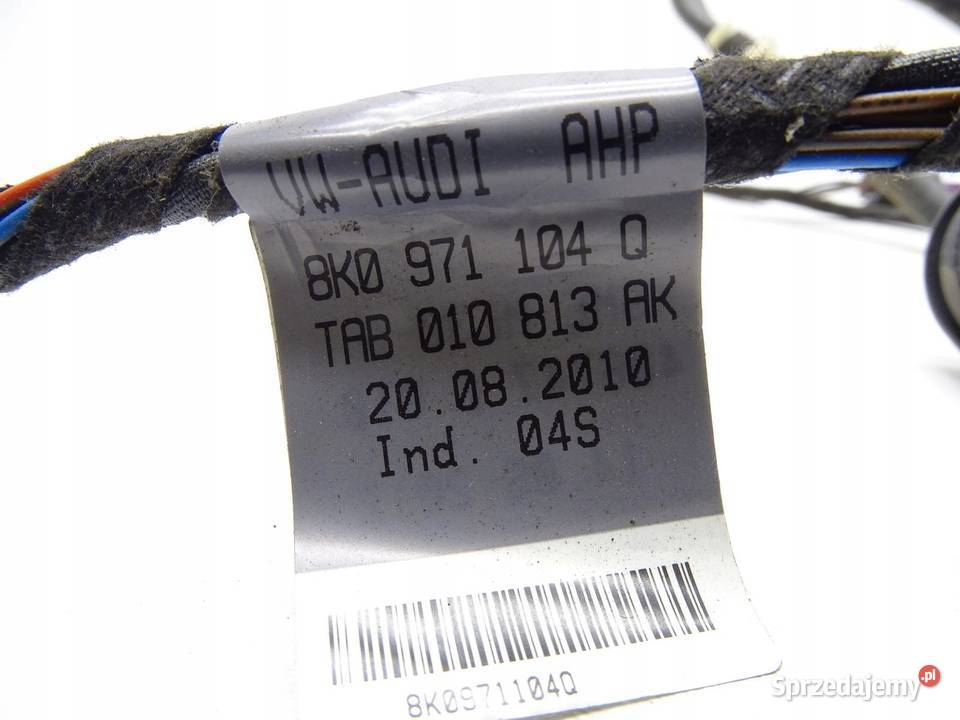 VW-AUDI AHP
8K0 971 104 Q
TAB 010 813 AK
20.08.2010
Ind. 04S
8K0971104Q
Sprzedajemy.pl